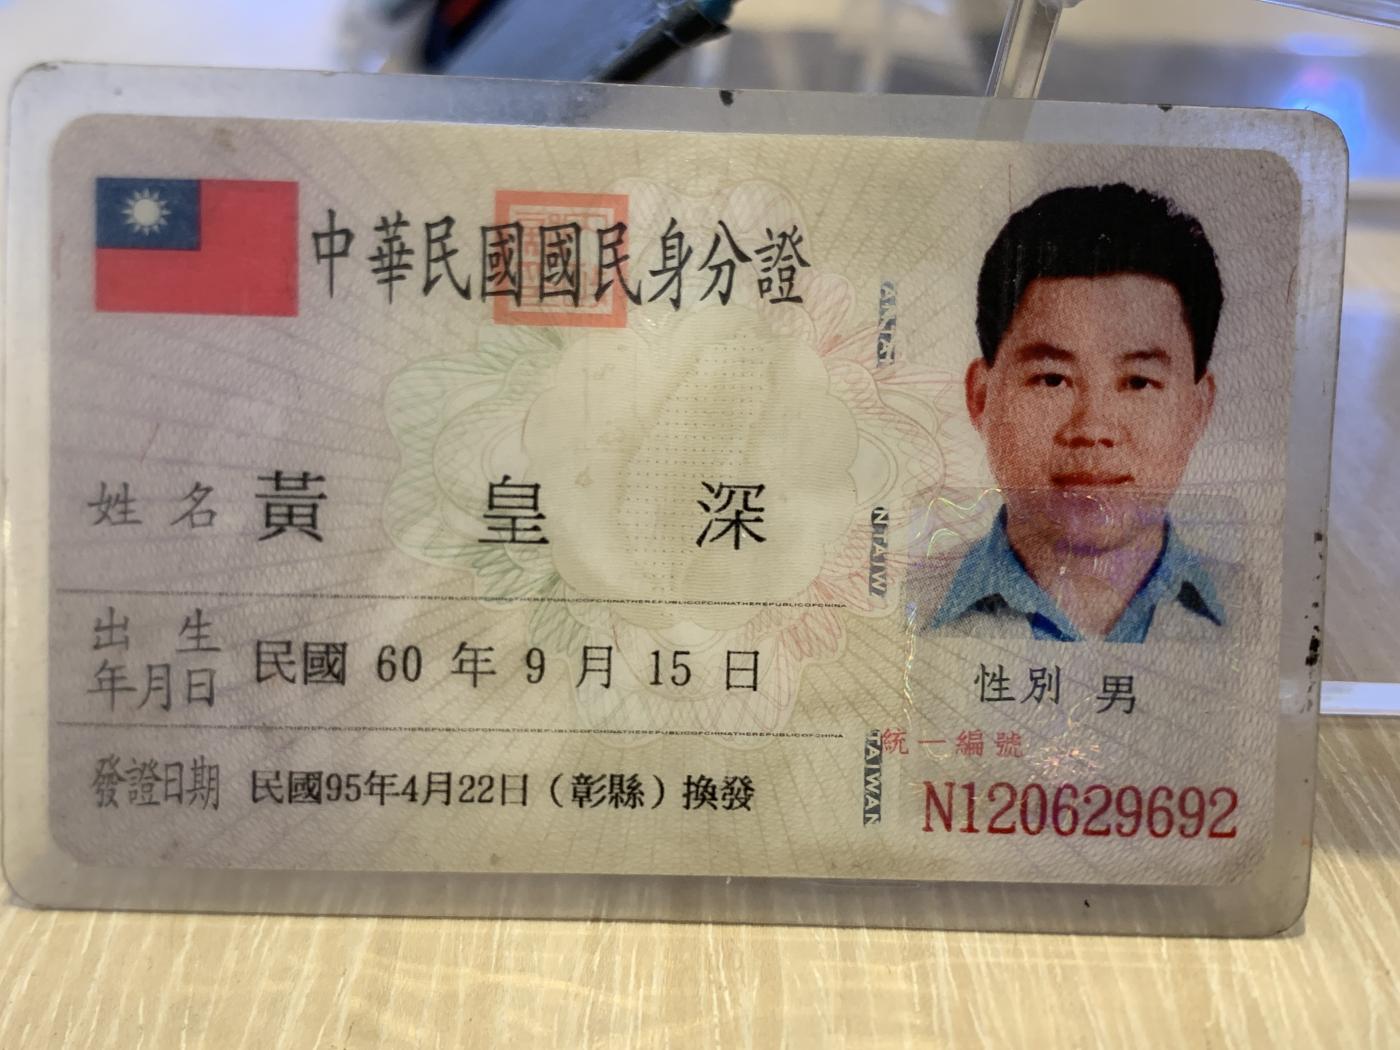 中華民國國民身分證
姓名 黃皇深
出生年月日 民國 60 年 9 月 15 日
發證日期 民國95年4月22日（彰縣）換發
性別 男
統一編號
N120629692
TAIWAN